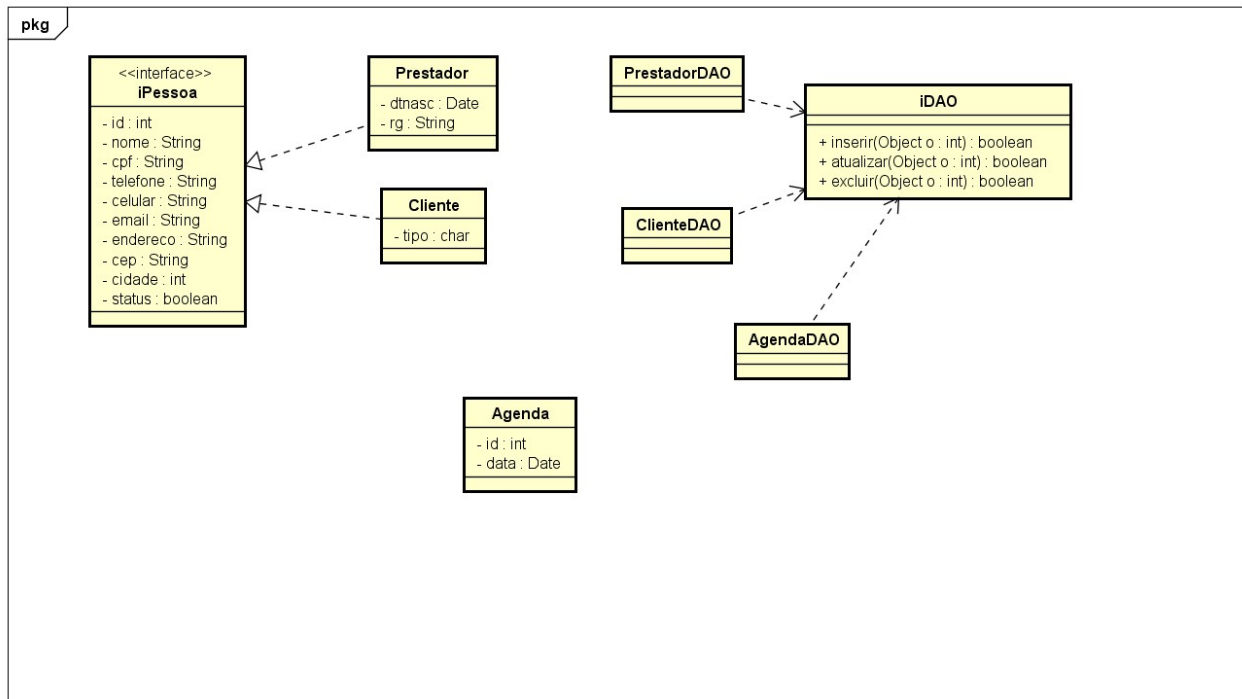 pkg
<<interface>>
iPessoa
- id : int
- nome : String
- cpf : String
- telefone : String
- celular : String
- email : String
- endereco : String
- cep : String
- cidade : int
- status : boolean
Prestador
- dtnasc : Date
- rg : String
Cliente
- tipo : char
PrestadorDAO
iDAO
+ inserir(Object o : int) : boolean
+ atualizar(Object o : int) : boolean
+ excluir(Object o : int) : boolean
ClienteDAO
AgendaDAO
Agenda
- id : int
- data : Date